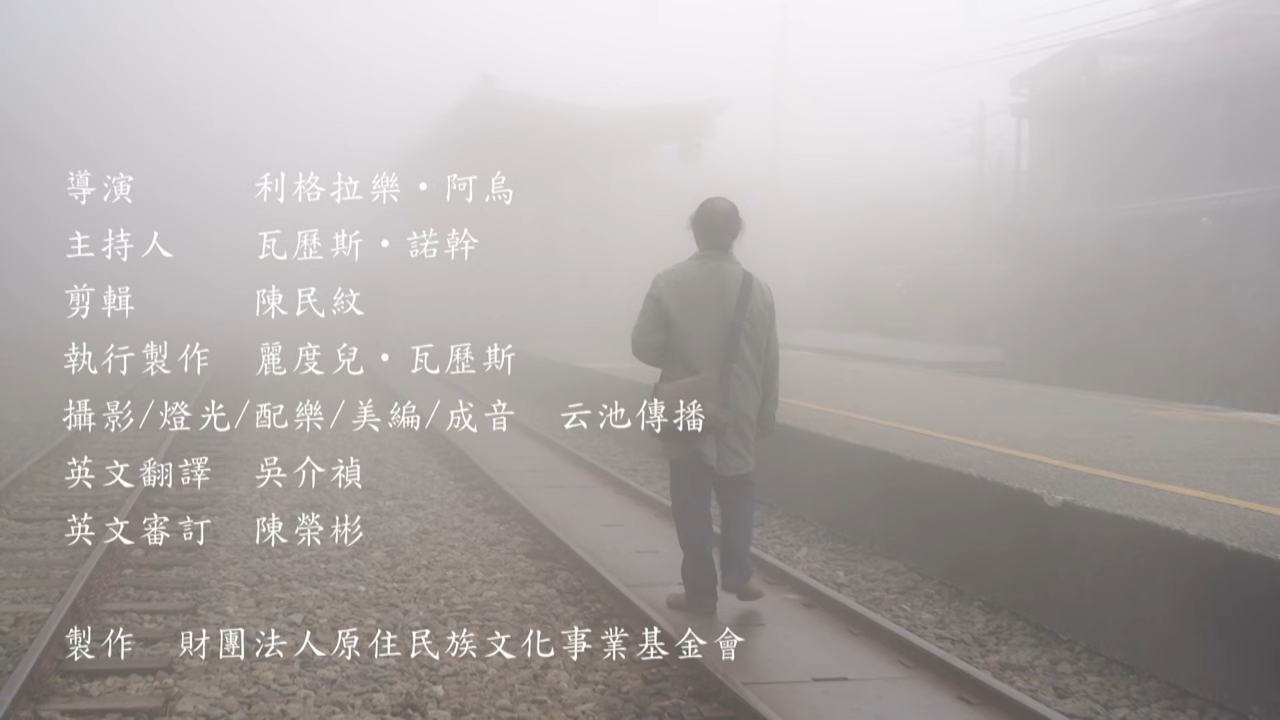 導演 利格拉樂・阿烏
主持人 瓦歷斯・諾幹
剪輯 陳民紋
執行製作 麗度兒・瓦歷斯
攝影/燈光/配樂/美編/成音 云池傳播
英文翻譯 吳介禎
英文審訂 陳榮彬
製作 財團法人原住民族文化事業基金會